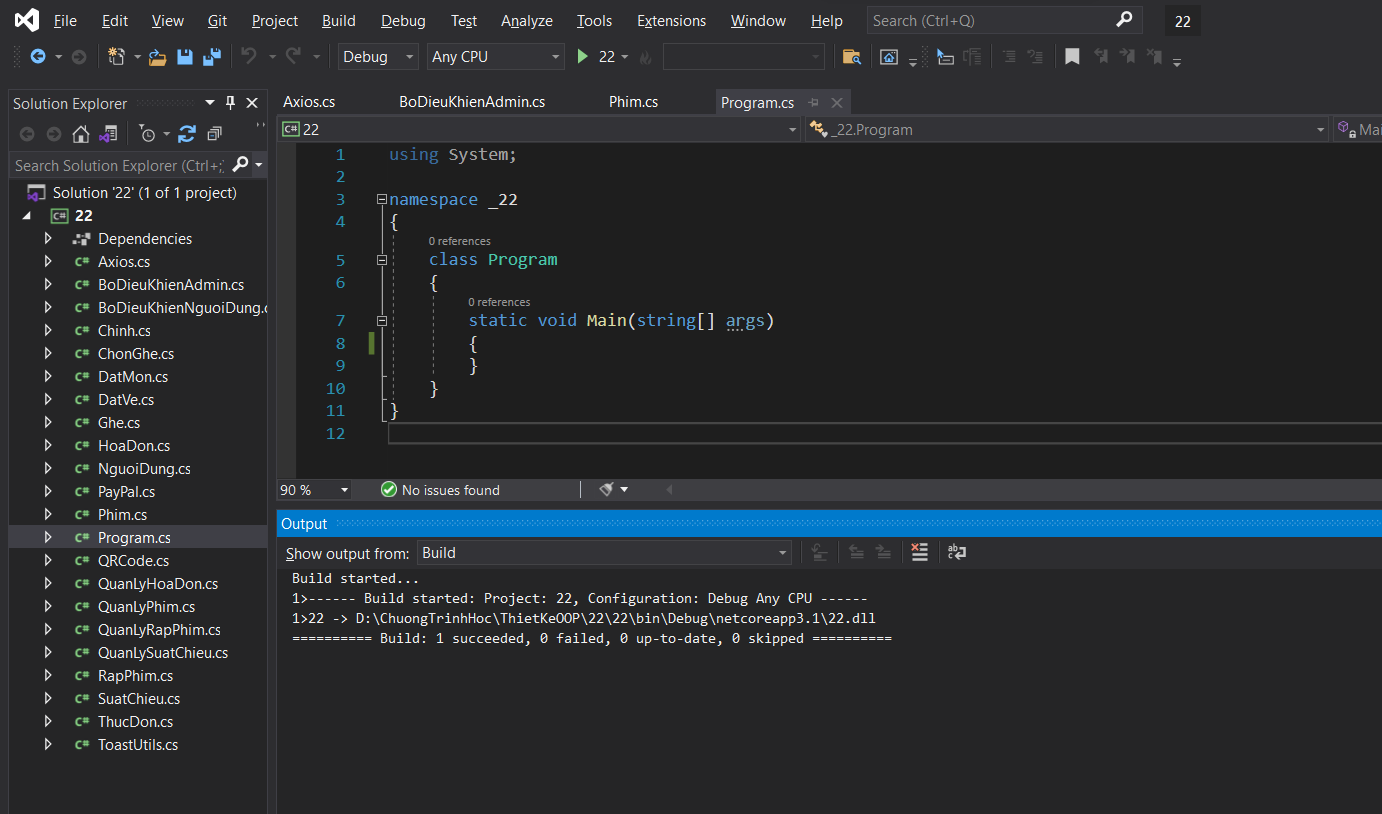 File Edit View Git Project Build Debug Test Analyze Tools Extensions Window Help Search (Ctrl+Q) 22
Debug Any CPU 22
Solution Explorer
Search Solution Explorer (Ctrl+;
Solution '22' (1 of 1 project)
C# 22
Dependencies
C# Axios.cs
C# BoDieuKhienAdmin.cs
C# BoDieuKhienNguoiDung.c
C# Chinh.cs
C# ChonGhe.cs
C# DatMon.cs
C# DatVe.cs
C# Ghe.cs
C# HoaDon.cs
C# NguoiDung.cs
C# PayPal.cs
C# Phim.cs
C# Program.cs
C# QRCode.cs
C# QuanLyHoaDon.cs
C# QuanLyPhim.cs
C# QuanLyRapPhim.cs
C# QuanLySuatChieu.cs
C# RapPhim.cs
C# SuatChieu.cs
C# ThucDon.cs
C# ToastUtils.cs
Axios.cs BoDieuKhienAdmin.cs Phim.cs Program.cs
C# 22 _22.Program Mai
1 using System;
2
3 namespace _22
4 {
0 references
5 class Program
6 {
0 references
7 static void Main(string[] args)
8 {
9 }
10 }
11 }
12
90 % No issues found
Output
Show output from: Build
Build started...
1>------ Build started: Project: 22, Configuration: Debug Any CPU ------
1>22 -> D:\ChuongTrinhHoc\ThietKeOOP\22\22\bin\Debug\netcoreapp3.1\22.dll
========== Build: 1 succeeded, 0 failed, 0 up-to-date, 0 skipped ==========